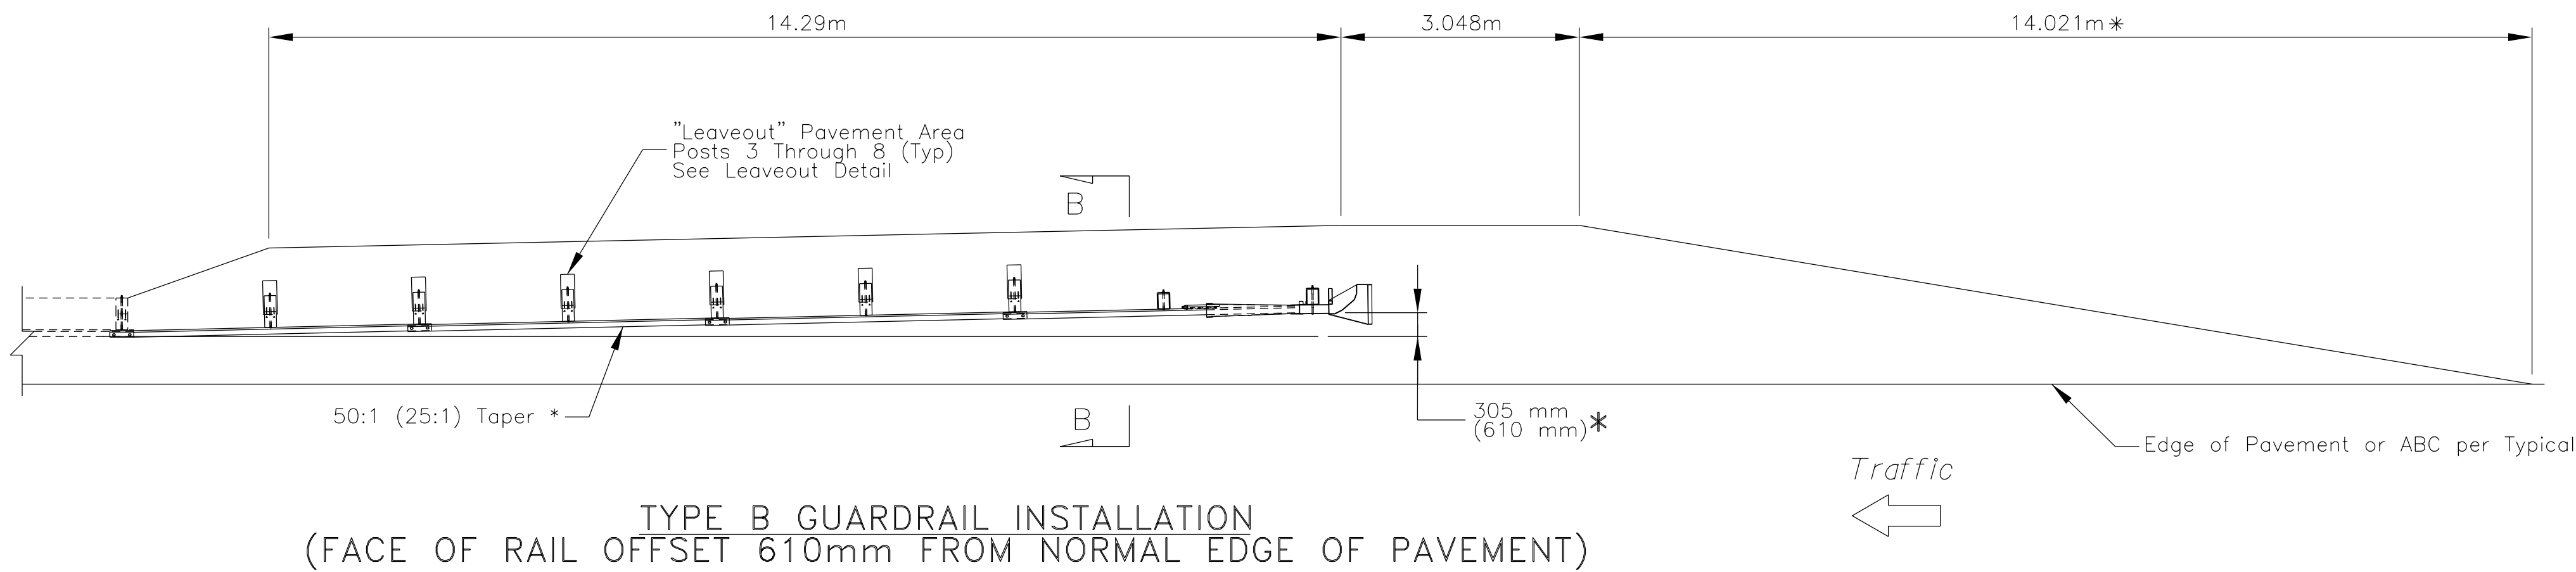 14.29m
3.048m
14.021m*
"Leaveout" Pavement Area
Posts 3 Through 8 (Typ)
See Leaveout Detail
B
50:1 (25:1) Taper *
B
305 mm
(610 mm)*
Edge of Pavement or ABC per Typical
Traffic
TYPE B GUARDRAIL INSTALLATION
(FACE OF RAIL OFFSET 610mm FROM NORMAL EDGE OF PAVEMENT)